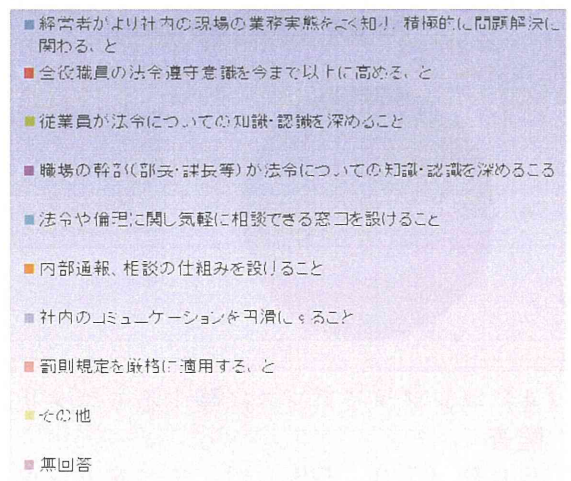 経営者がより社内の現場の業務実態をよく知り、積極的に問題解決に
関わること
全役職員の法令遵守意識を今まで以上に高めること
従業員が法令についての知識・認識を深めること
職場の幹部(部長・課長等)が法令についての知識・認識を深めるこる
法令や倫理に関し気軽に相談できる窓口を設けること
内部通報、相談の仕組みを設けること
社内のコミュニケーションを円滑にすること
罰則規定を厳格に適用すること
その他
無回答